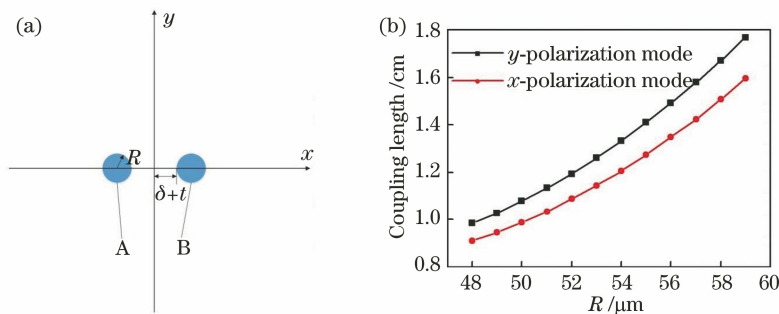 (a)
y
x
R
δ+t
A
B
(b)
1.8
1.6
1.4
1.2
1.0
0.8
Coupling length /cm
y-polarization mode
x-polarization mode
48 50 52 54 56 58 60
R/μm